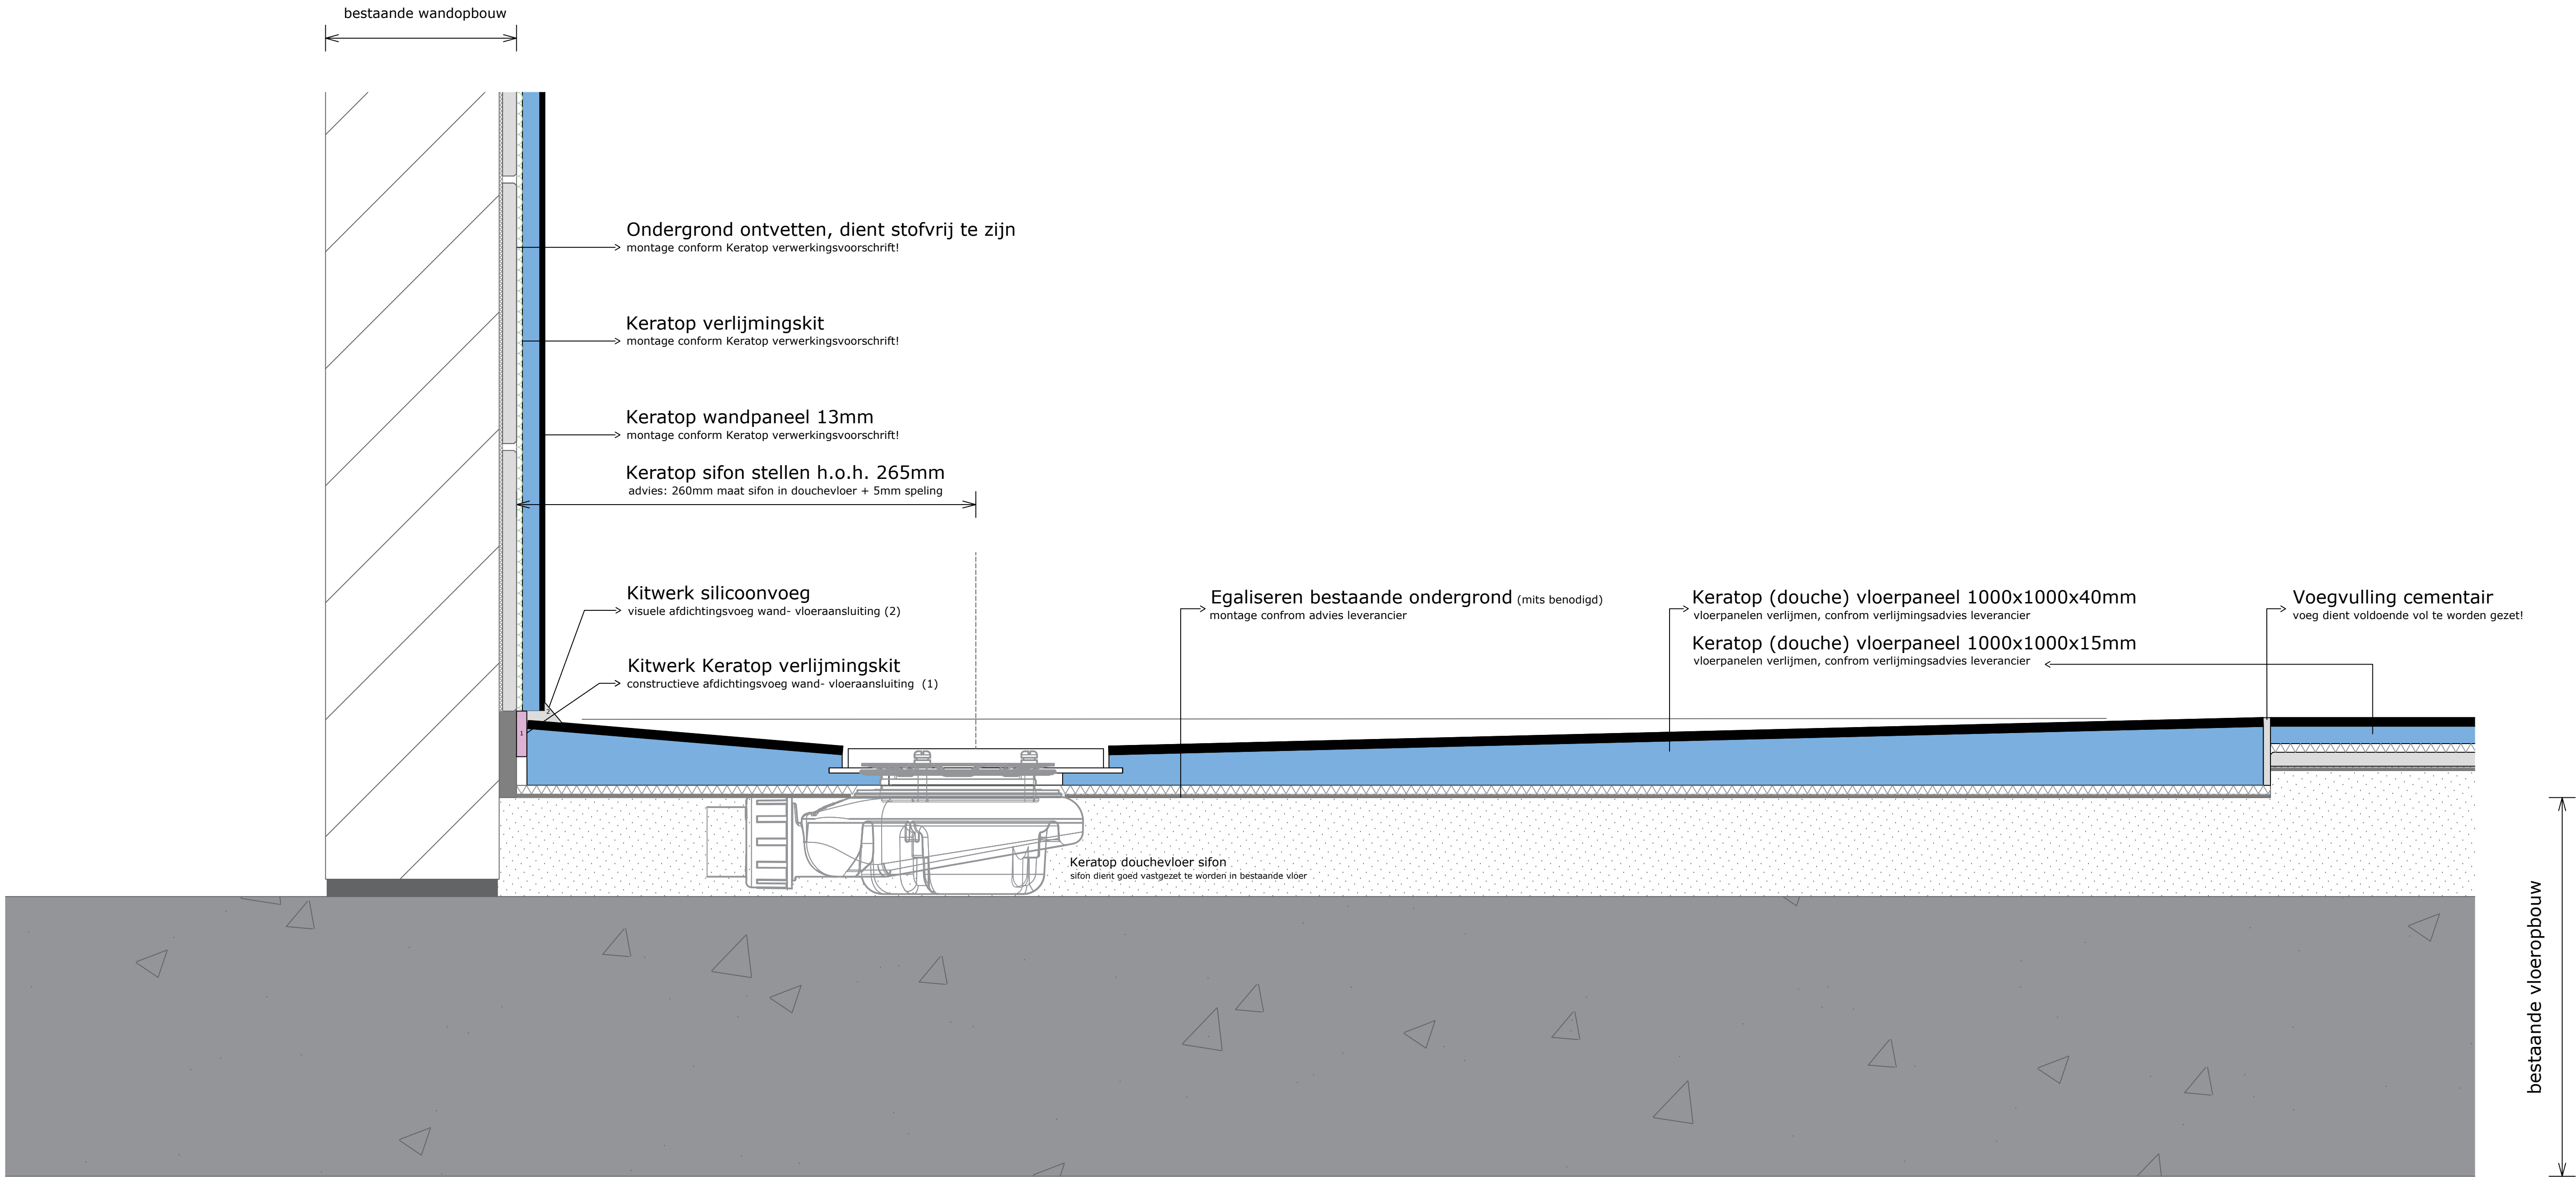 bestaande wandopbouw
Ondergrond ontvetten, dient stofvrij te zijn
montage conform Keratop verwerkingsvoorschrift!
Keratop verlijmingskit
montage conform Keratop verwerkingsvoorschrift!
Keratop wandpaneel 13mm
montage conform Keratop verwerkingsvoorschrift!
Keratop sifon stellen h.o.h. 265mm
advies: 260mm maat sifon in douchevloer + 5mm speling
Kitwerk silicoonvoeg
visuele afdichtingsvoeg wand- vloeraansluiting (2)
Kitwerk Keratop verlijmingskit
constructieve afdichtingsvoeg wand- vloeraansluiting (1)
Egaliseren bestaande ondergrond (mits benodigd)
montage confrom advies leverancier
Keratop (douche) vloerpaneel 1000x1000x40mm
vloerpanelen verlijmen, confrom verlijmingsadvies leverancier
Keratop (douche) vloerpaneel 1000x1000x15mm
vloerpanelen verlijmen, confrom verlijmingsadvies leverancier
Voegvulling cementair
voeg dient voldoende vol te worden gezet!
2
1
Keratop douchevloer sifon
sifon dient goed vastgezet te worden in bestaande vloer
bestaande vloeropbouw